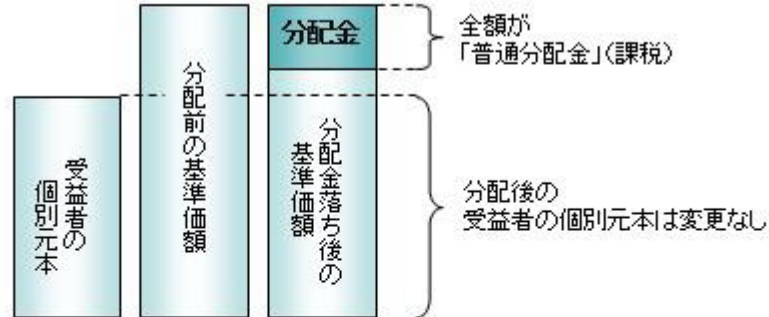 受益者の
個別元本
分配前の基準価額
分配金
分配金落ち後の
基準価額
全額が
「普通分配金」(課税)
分配後の
受益者の個別元本は変更なし